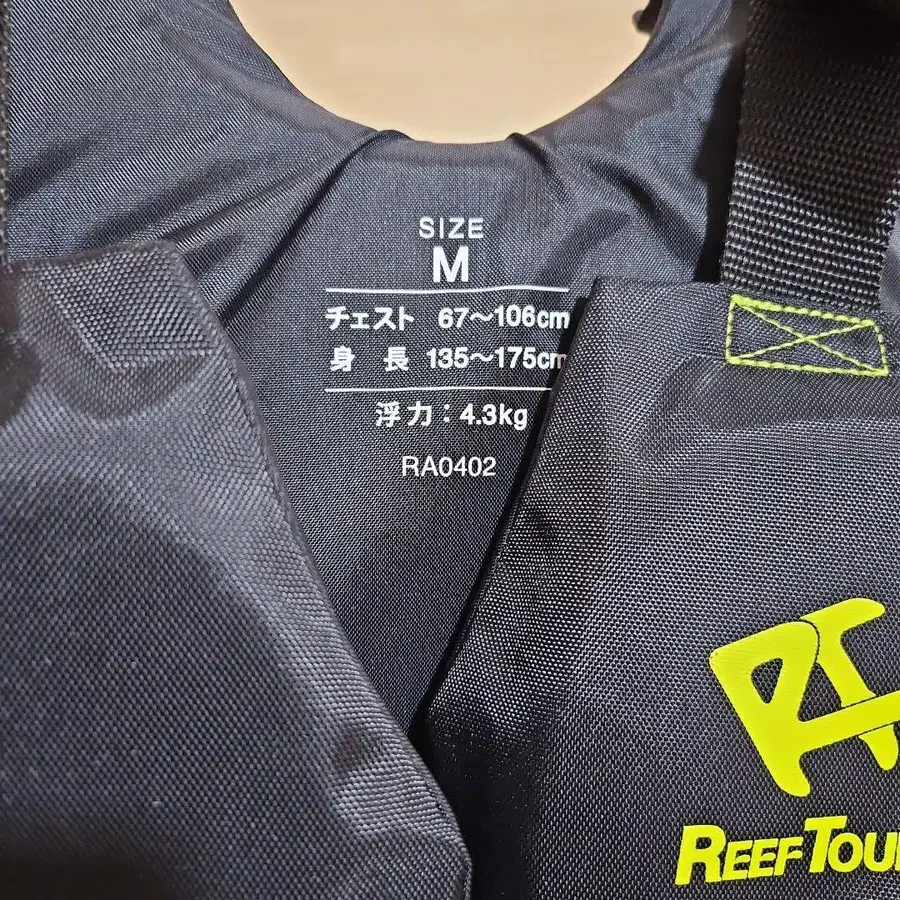 SIZE
M
チェスト 67～106cm
身 長 135～175cm
浮力：4.3kg
RA0402
RT
REEF TOU